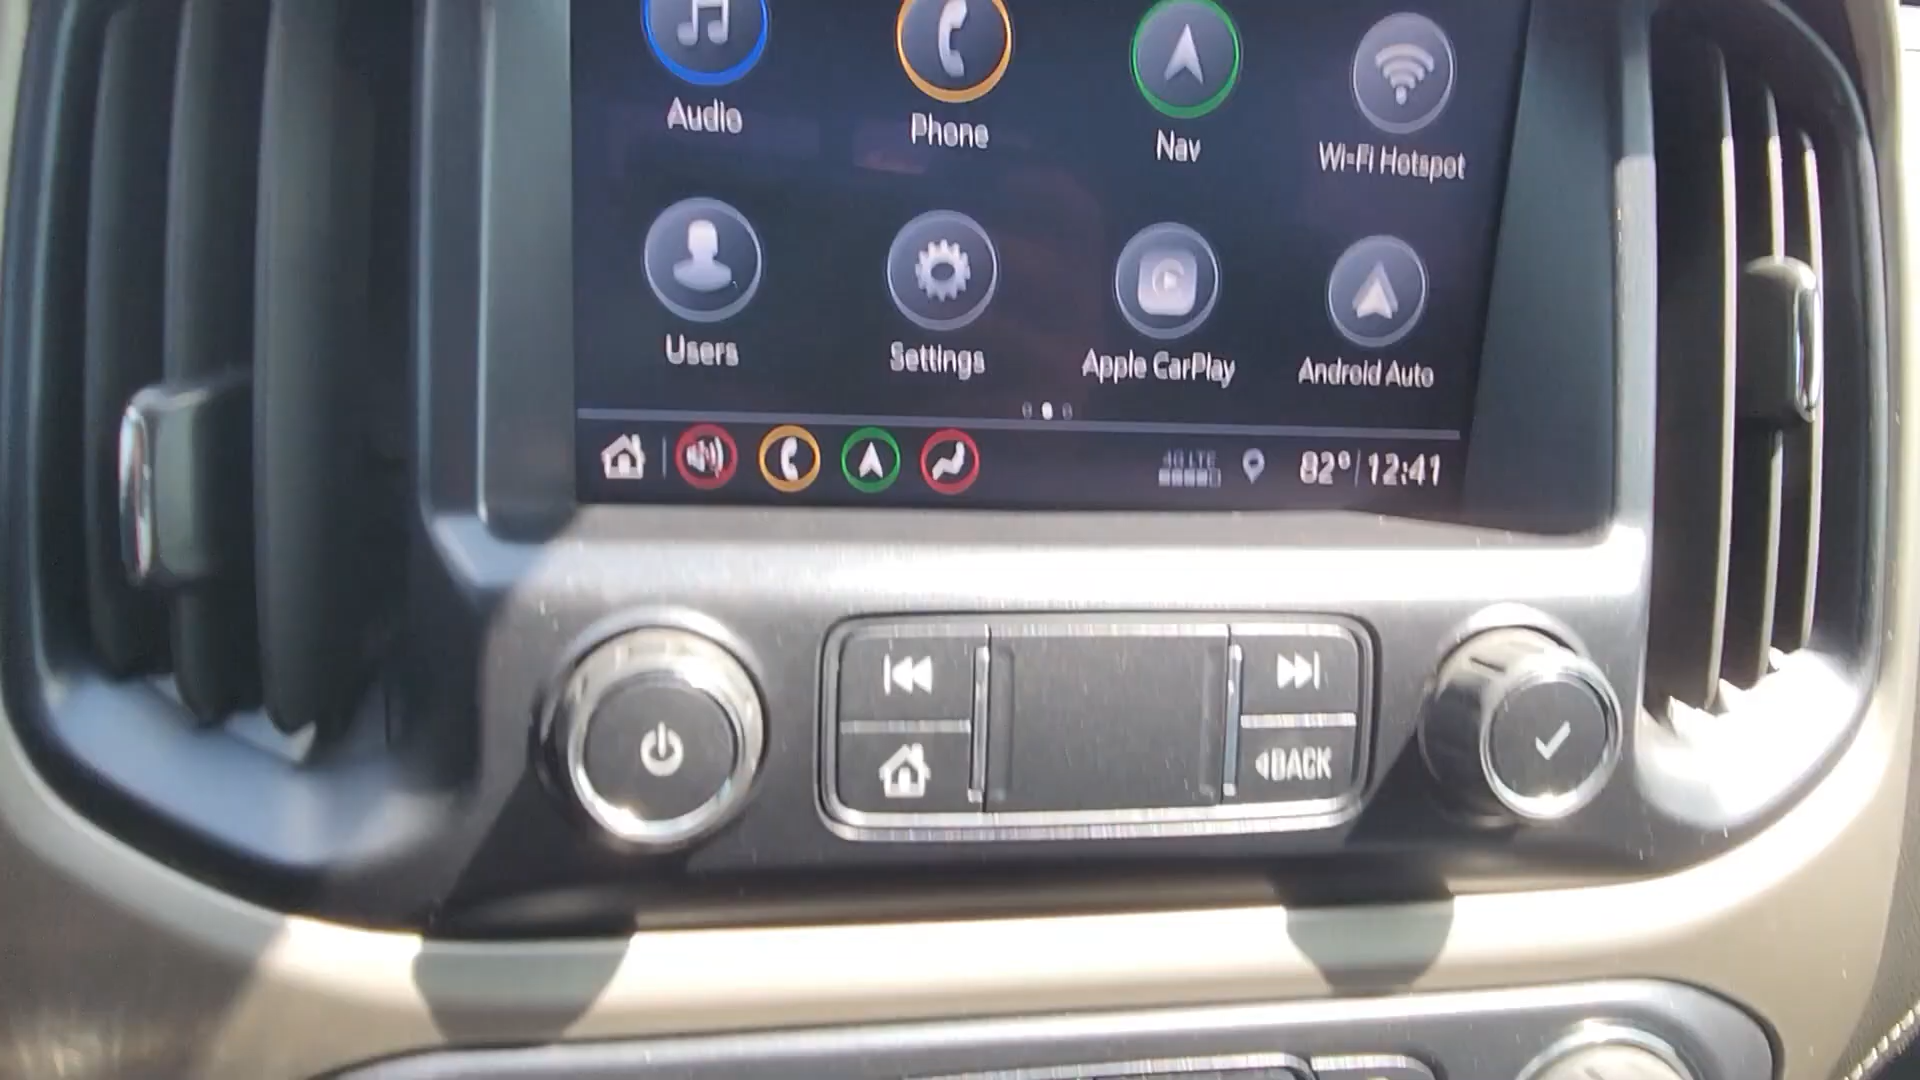 Audio
Phone
Nav
Wi-Fi Hotspot
Users
Settings
Apple CarPlay
Android Auto
4G LTE
82° 12:41
BACK